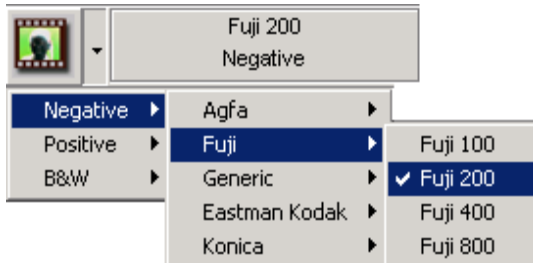 Fuji 200
Negative
Negative
Positive
B&W
Agfa
Fuji
Generic
Eastman Kodak
Konica
Fuji 100
Fuji 200
Fuji 400
Fuji 800